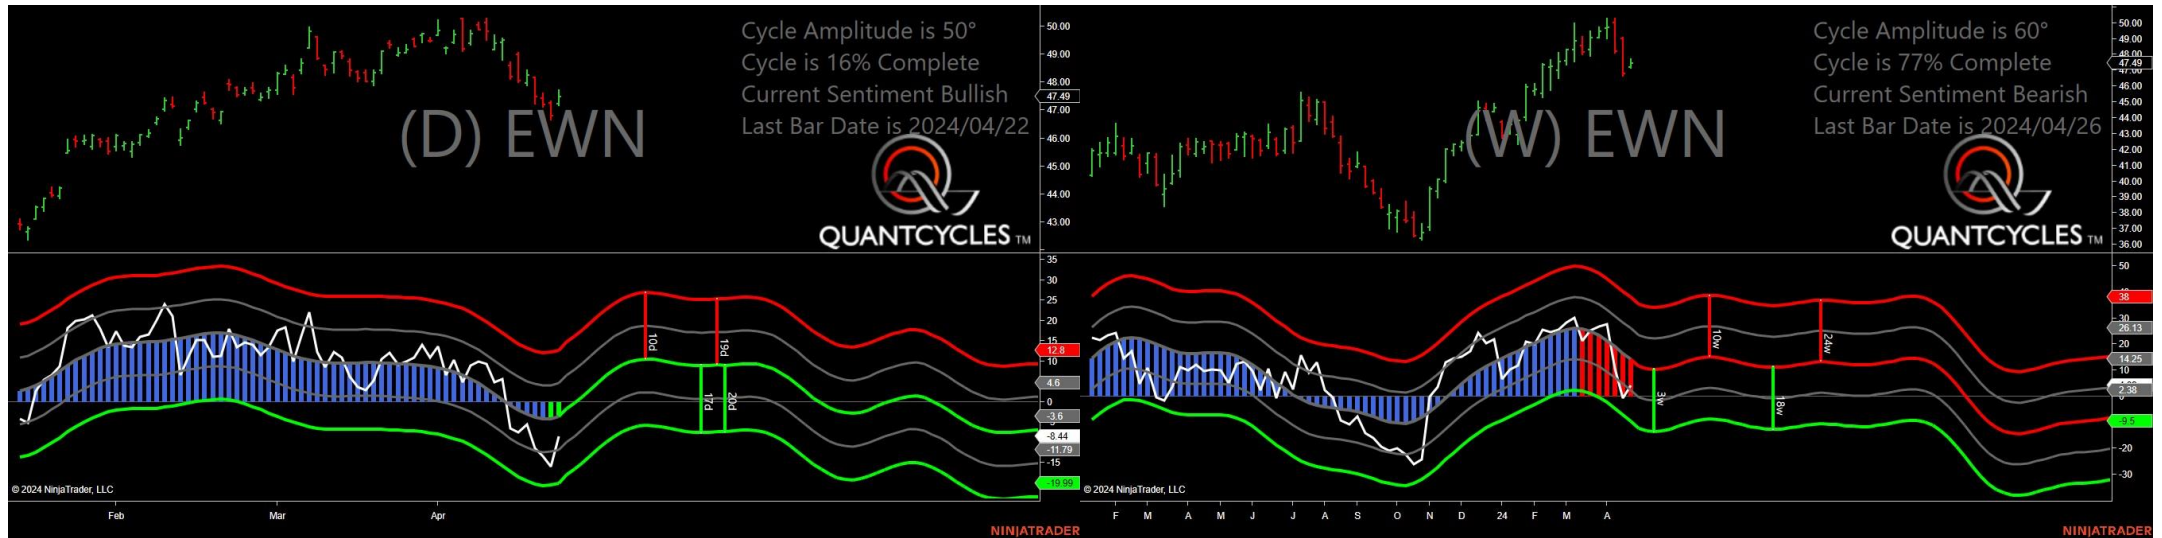 Cycle Amplitude is 50°
Cycle is 16% Complete
Current Sentiment Bullish
Last Bar Date is 2024/04/22
(D) EWN
QUANTCYCLES TM
50.00
49.00
48.00
47.49
47.00
46.00
45.00
44.00
43.00
35
30
25
20
15
12.8
10
4.6
0
-3.6
-8.44
-11.79
-15
-19.99
10d
19d
17d
20d
© 2024 NinjaTrader, LLC
Feb
Mar
Apr
NINJATRADER
Cycle Amplitude is 60°
Cycle is 77% Complete
Current Sentiment Bearish
Last Bar Date is 2024/04/26
(W) EWN
QUANTCYCLES TM
50.00
49.00
48.00
47.49
47.00
46.00
45.00
44.00
43.00
42.00
41.00
40.00
39.00
38.00
37.00
36.00
50
38
30
26.13
20
14.25
10
2.38
0
-9.5
-20
-30
10w
24w
3w
18w
© 2024 NinjaTrader, LLC
F
M
A
M
J
J
A
S
O
N
D
24
F
M
A
NINJATRADER